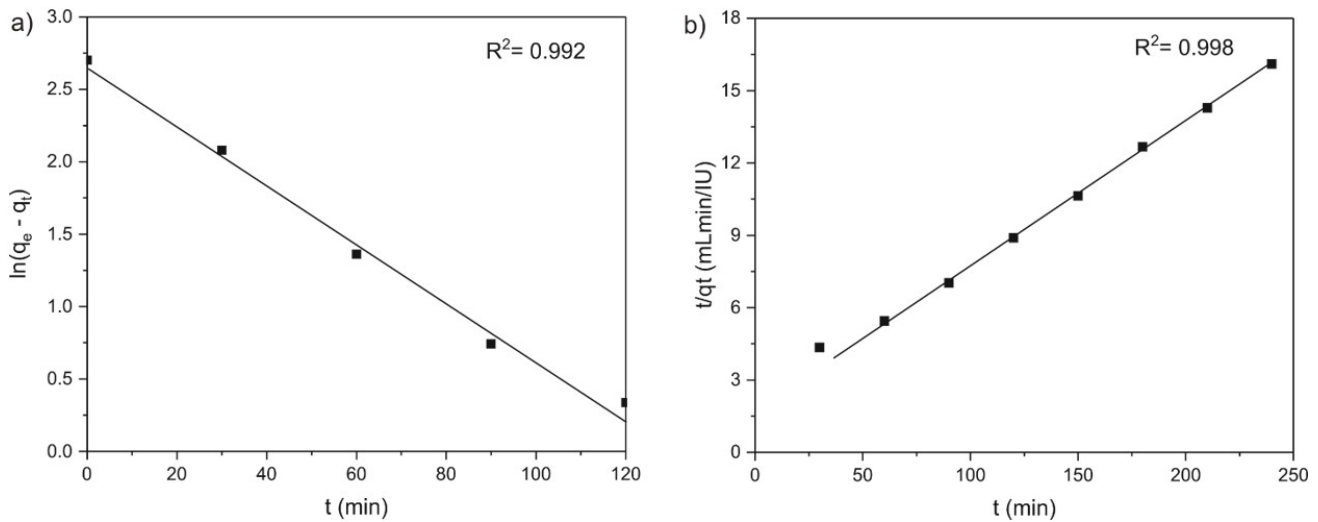 a)
R²= 0.992
3.0
2.5
2.0
1.5
1.0
0.5
0.0
ln(qₑ - qₜ)
0 20 40 60 80 100 120
t (min)
b)
R²= 0.998
18
15
12
9
6
3
0
t/qt (mLmin/IU)
0 50 100 150 200 250
t (min)